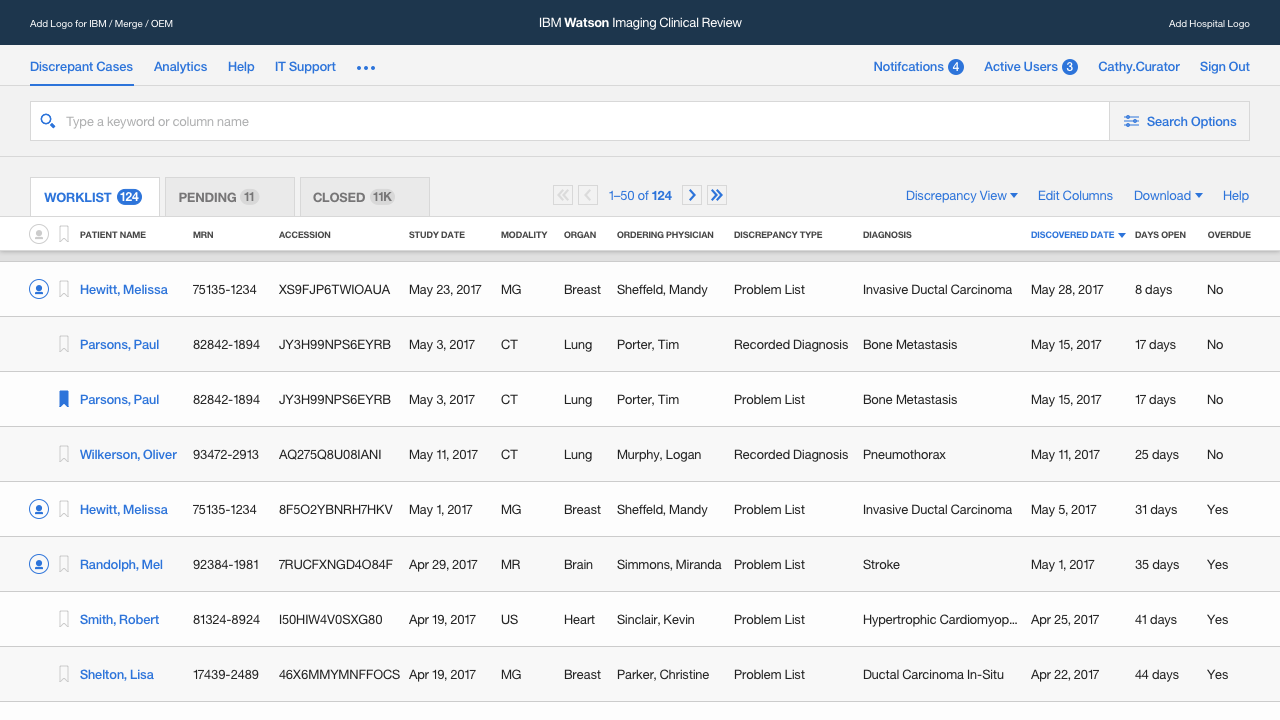 Add Logo for IBM / Merge / OEM IBM Watson Imaging Clinical Review Add Hospital Logo
Discrepant Cases Analytics Help IT Support Notifcations 4 Active Users 3 Cathy.Curator Sign Out
Type a keyword or column name Search Options
WORKLIST 124 PENDING 11 CLOSED 11K 1–50 of 124 Discrepancy View Edit Columns Download Help
PATIENT NAME MRN ACCESSION STUDY DATE MODALITY ORGAN ORDERING PHYSICIAN DISCREPANCY TYPE DIAGNOSIS DISCOVERED DATE DAYS OPEN OVERDUE
Hewitt, Melissa 75135-1234 XS9FJP6TWIOAUA May 23, 2017 MG Breast Sheffeld, Mandy Problem List Invasive Ductal Carcinoma May 28, 2017 8 days No
Parsons, Paul 82842-1894 JY3H99NPS6EYRB May 3, 2017 CT Lung Porter, Tim Recorded Diagnosis Bone Metastasis May 15, 2017 17 days No
Parsons, Paul 82842-1894 JY3H99NPS6EYRB May 3, 2017 CT Lung Porter, Tim Problem List Bone Metastasis May 15, 2017 17 days No
Wilkerson, Oliver 93472-2913 AQ275Q8U08IANI May 11, 2017 CT Lung Murphy, Logan Recorded Diagnosis Pneumothorax May 11, 2017 25 days No
Hewitt, Melissa 75135-1234 8F5O2YBNRH7HKV May 1, 2017 MG Breast Sheffeld, Mandy Problem List Invasive Ductal Carcinoma May 5, 2017 31 days Yes
Randolph, Mel 92384-1981 7RUCFXNGD4O84F Apr 29, 2017 MR Brain Simmons, Miranda Problem List Stroke May 1, 2017 35 days Yes
Smith, Robert 81324-8924 I50HIW4V0SXG80 Apr 19, 2017 US Heart Sinclair, Kevin Problem List Hypertrophic Cardiomyop... Apr 25, 2017 41 days Yes
Shelton, Lisa 17439-2489 46X6MMYMNFFOCS Apr 19, 2017 MG Breast Parker, Christine Problem List Ductal Carcinoma In-Situ Apr 22, 2017 44 days Yes